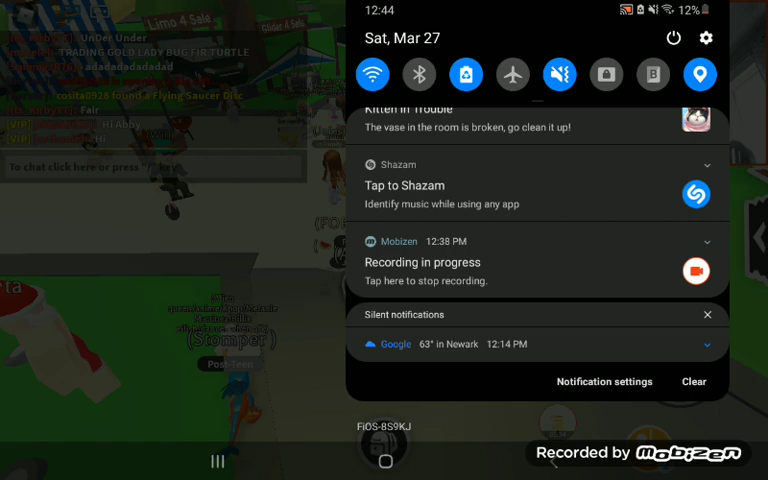 12:44
12%
Sat, Mar 27
Kitten in Trouble
The vase in the room is broken, go clean it up!
Shazam
Tap to Shazam
Identify music while using any app
Mobizen 12:38 PM
Recording in progress
Tap here to stop recording.
Silent notifications
Google 63° in Newark 12:14 PM
Notification settings Clear
FiOS-8S9KJ
Recorded by Mobizen
Limo 4 Sale
Glider 4 Sale
UnDer Under
TRADING GOLD LADY BUG FIR TURTLE
adadadadadadad
cosita0928 found a Flying Saucer Disc
Fair
[VIP] Hi Abby
[VIP] Hi
To chat click here or press "/" key
(Stomper)
Post-Teen